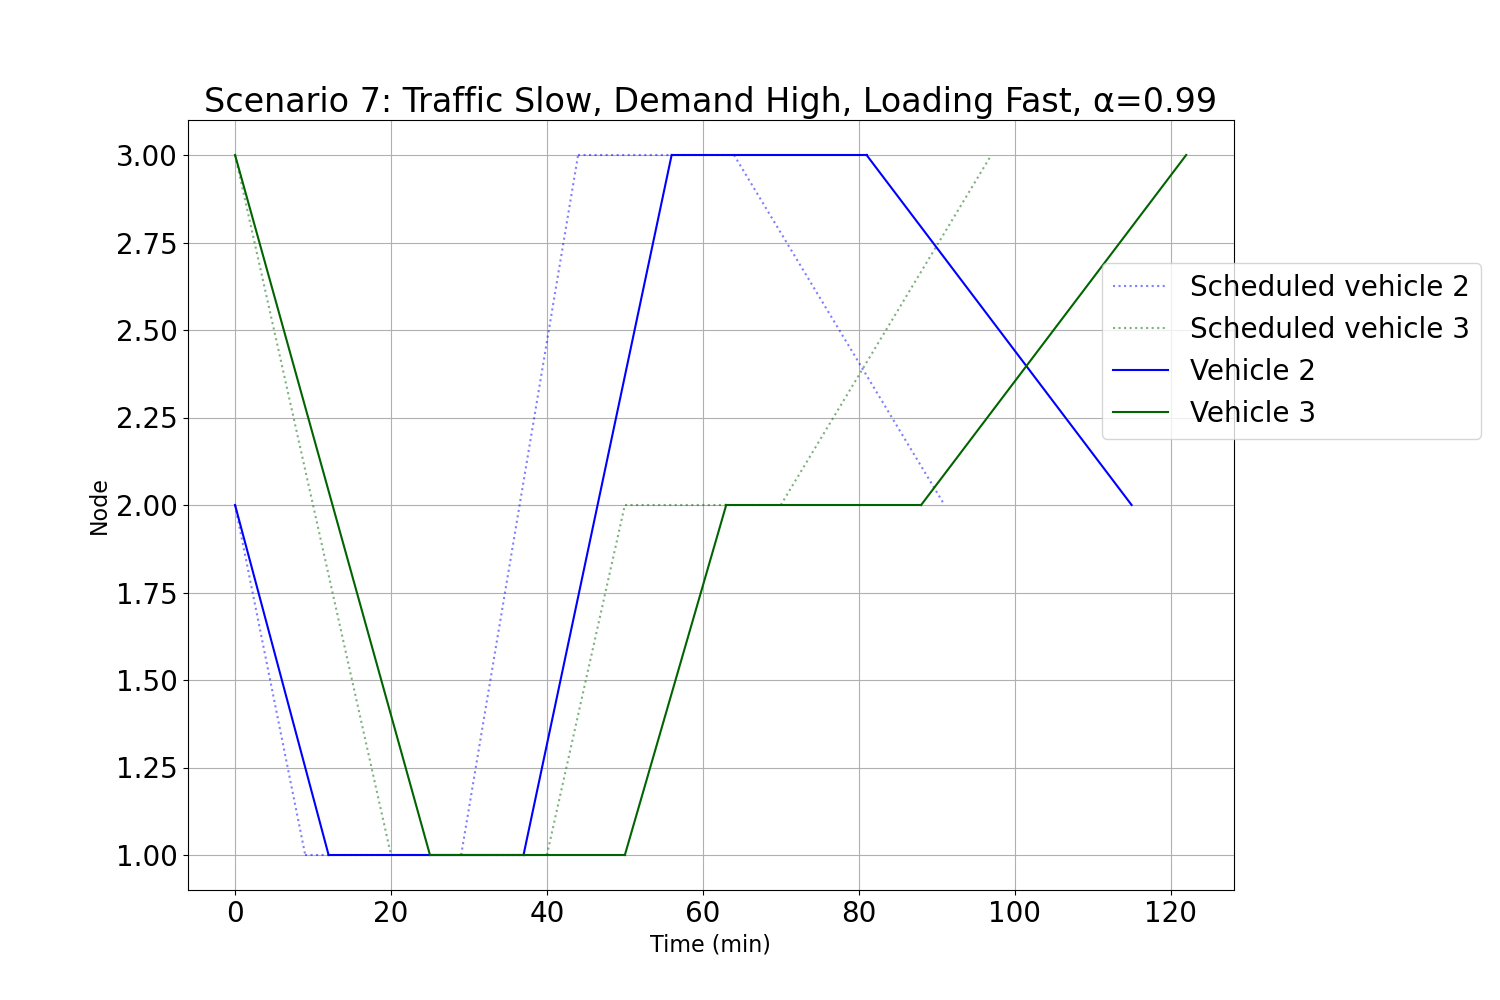 Scenario 7: Traffic Slow, Demand High, Loading Fast, α=0.99
3.00
2.75
2.50
2.25
2.00
1.75
1.50
1.25
1.00
Node
0 20 40 60 80 100 120
Time (min)
Scheduled vehicle 2
Scheduled vehicle 3
Vehicle 2
Vehicle 3